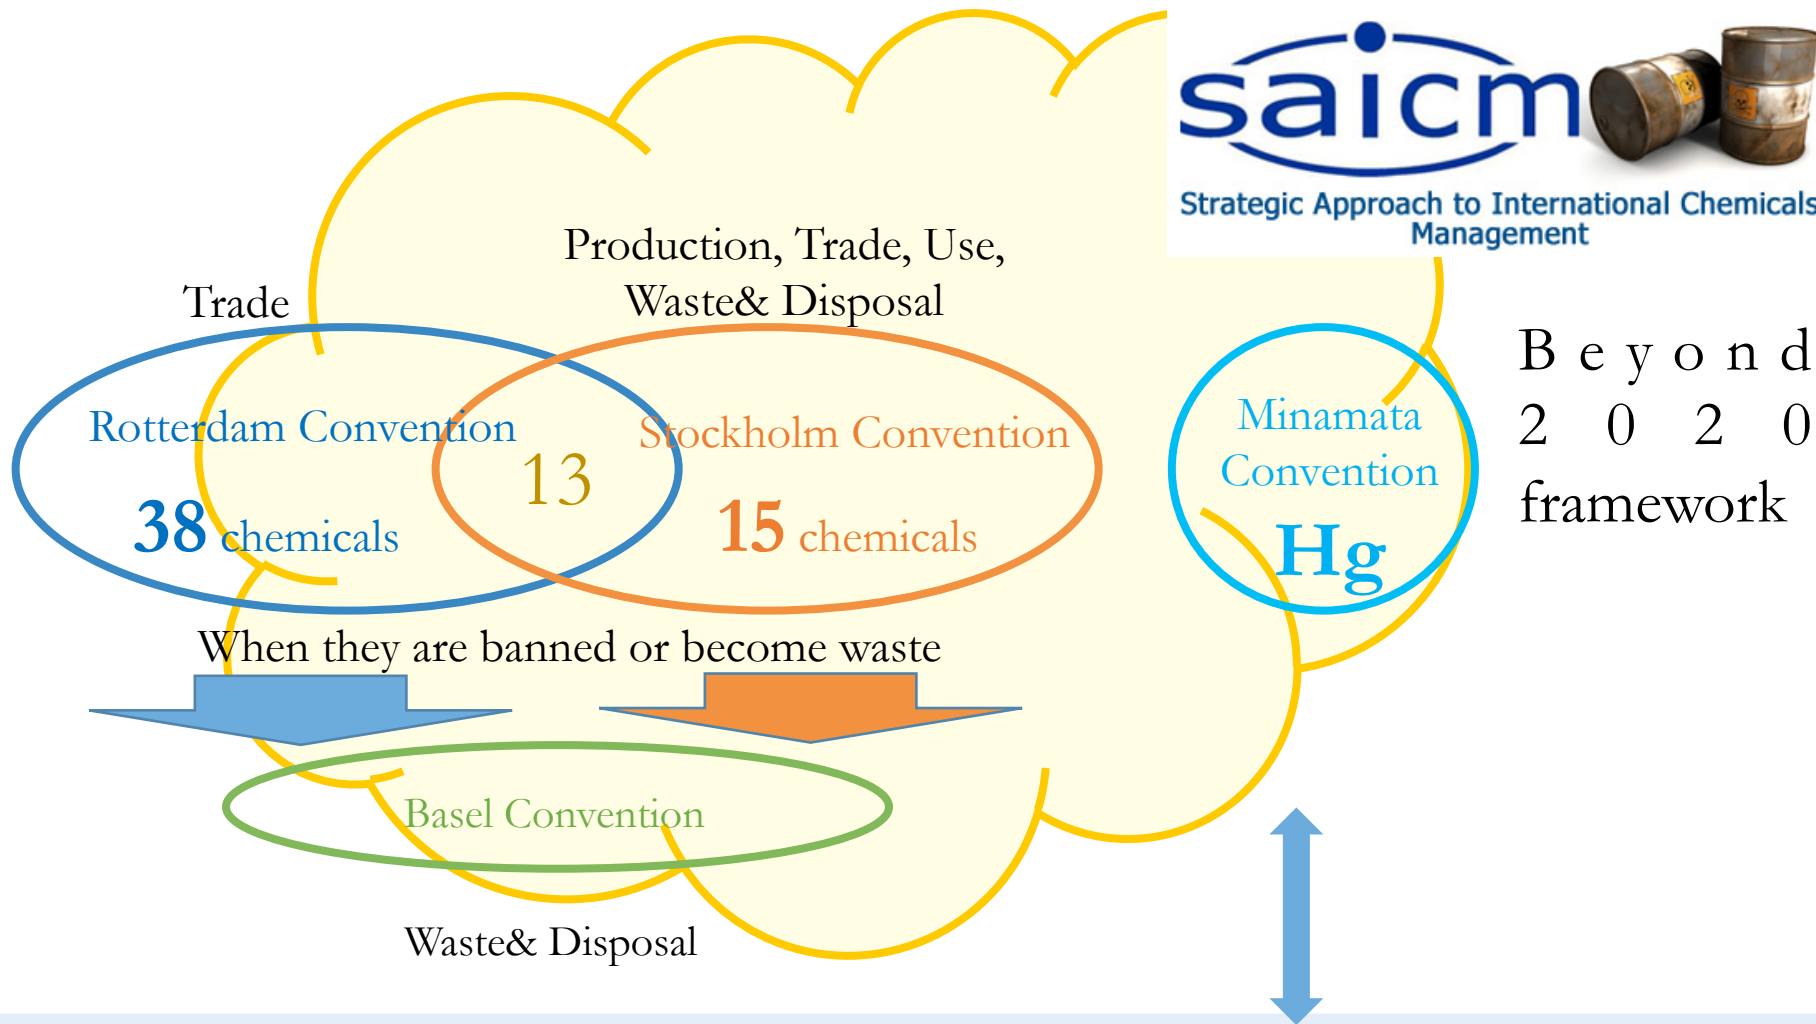 saicm
Strategic Approach to International Chemicals
Management
Production, Trade, Use,
Waste& Disposal
Trade
Beyond
2020
framework
Rotterdam Convention
38 chemicals
13
Stockholm Convention
15 chemicals
Minamata
Convention
Hg
When they are banned or become waste
Basel Convention
Waste& Disposal